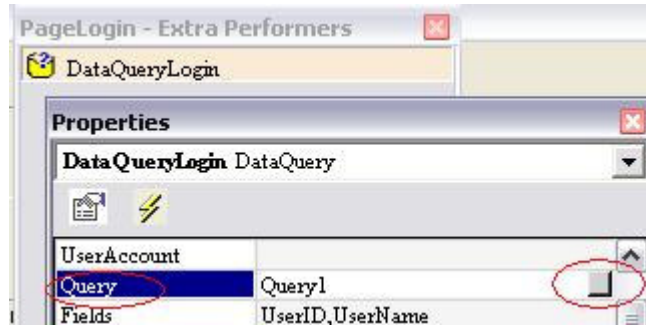 PageLogin - Extra Performers
DataQueryLogin
Properties
DataQueryLogin DataQuery
UserAccount
Query Query1
Fields UserID,UserName